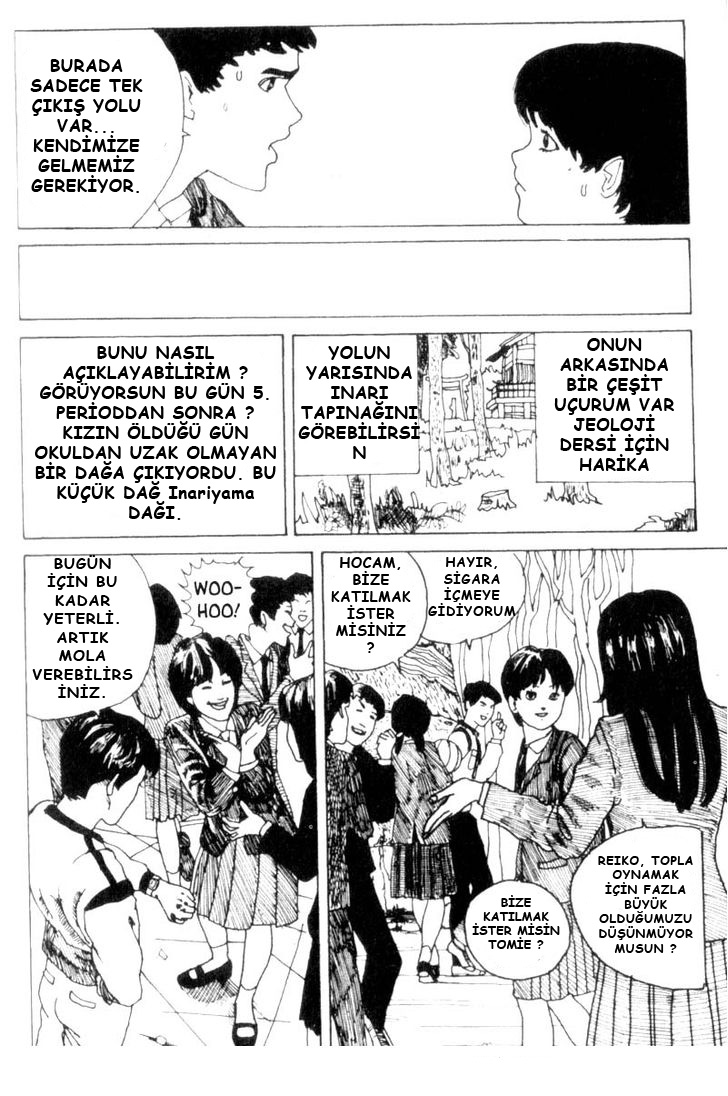 BURADA
SADECE TEK
ÇIKIŞ YOLU
VAR...
KENDİMİZE
GELMEMİZ
GEREKİYOR.
BUNU NASIL
AÇIKLAYABİLİRİM ?
GÖRÜYORSUN BU GÜN 5.
PERİODDAN SONRA ?
KIZIN ÖLDÜĞÜ GÜN
OKULDAN UZAK OLMAYAN
BİR DAĞA ÇIKIYORDU. BU
KÜÇÜK DAĞ Inariyama
DAĞI.
YOLUN
YARISINDA
INARI
TAPINAĞINI
GÖREBİLİRSİ
N
ONUN
ARKASINDA
BİR ÇEŞİT
UÇURUM VAR
JEOLOJİ
DERSİ İÇİN
HARİKA
BUGÜN
İÇİN BU
KADAR
YETERLİ.
ARTIK
MOLA
VEREBİLİRS
İNİZ.
WOO-
HOO!
HOCAM,
BİZE
KATILMAK
İSTER
MİSİNİZ
?
HAYIR,
SİGARA
İÇMEYE
GİDİYORUM
BİZE
KATILMAK
İSTER MİSİN
TOMİE ?
REIKO, TOPLA
OYNAMAK
İÇİN FAZLA
BÜYÜK
OLDUĞUMUZU
DÜŞÜNMÜYOR
MUSUN ?